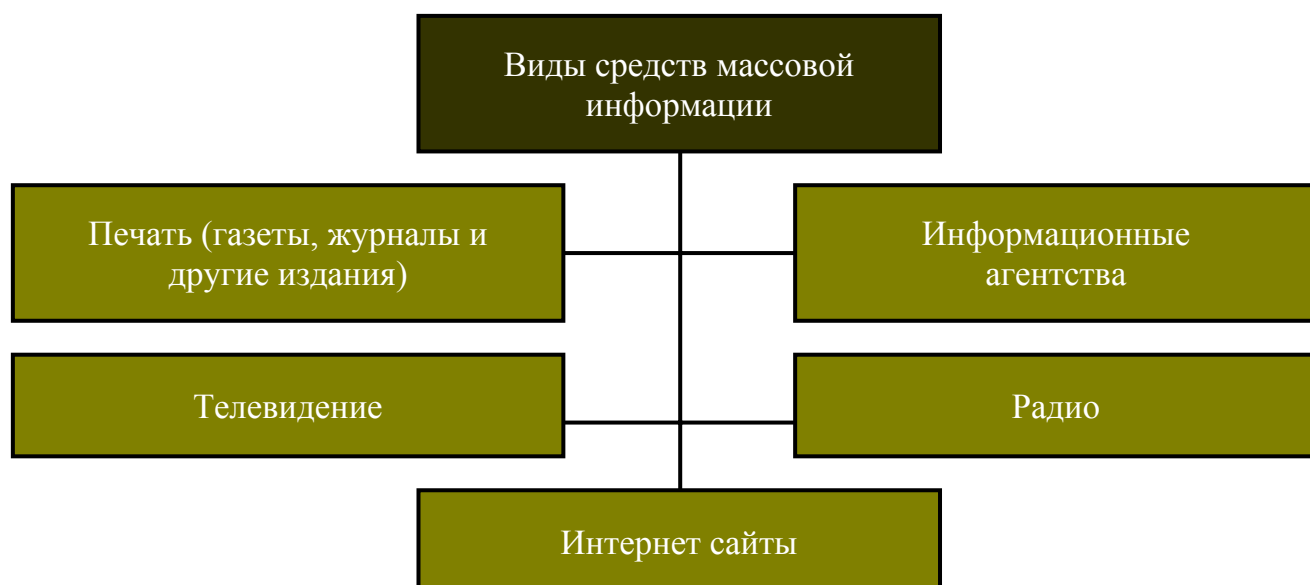 Виды средств массовой
информации
Печать (газеты, журналы и
другие издания)
Информационные
агентства
Телевидение
Радио
Интернет сайты